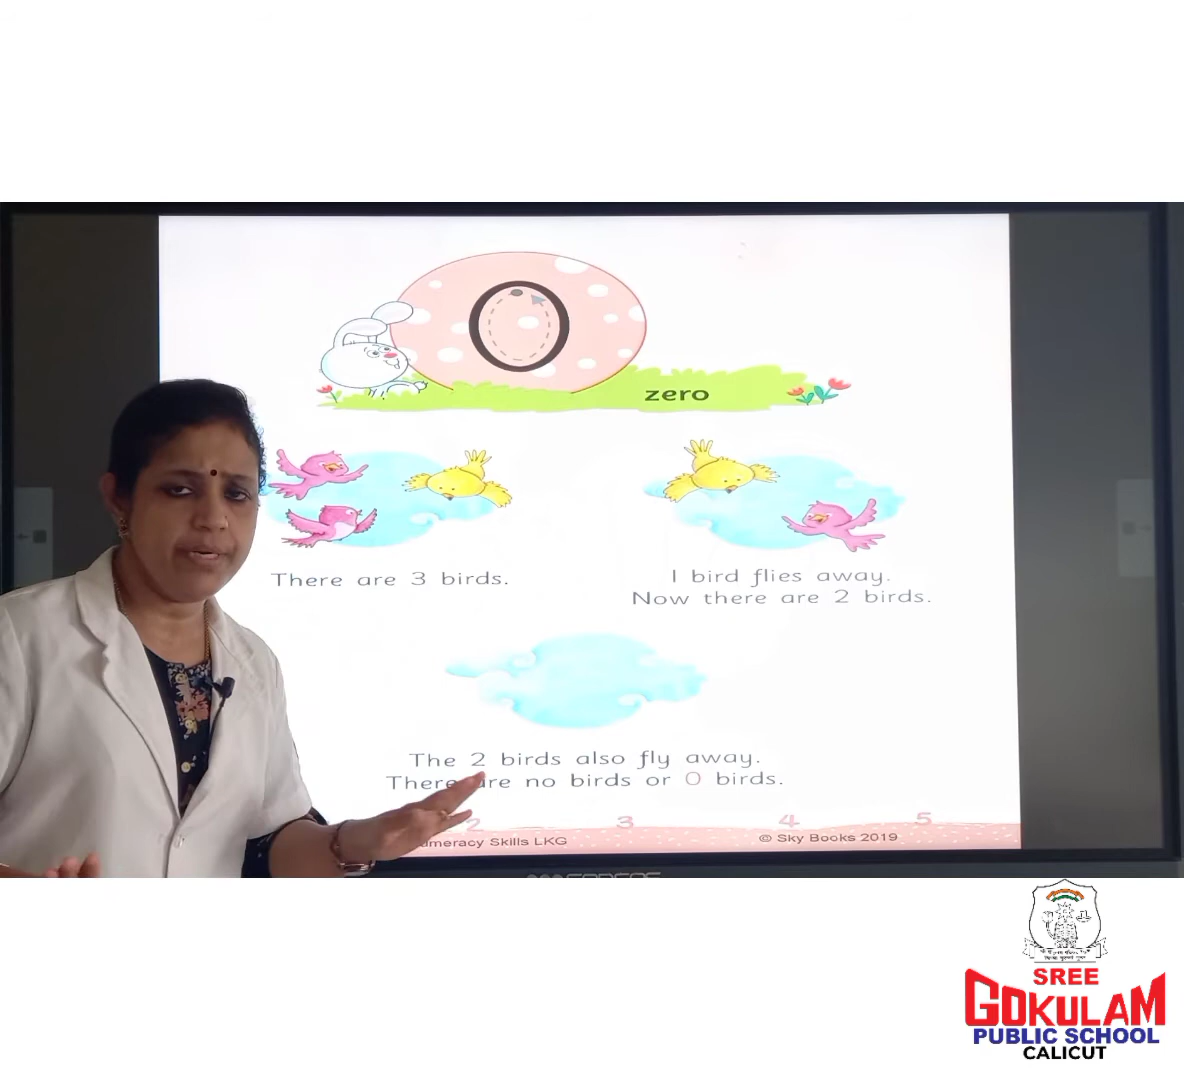 0
zero
There are 3 birds.
1 bird flies away.
Now there are 2 birds.
The 2 birds also fly away.
There are no birds or 0 birds.
2 3 4 5
Numeracy Skills LKG
© Sky Books 2019
SREE
GOKULAM
PUBLIC SCHOOL
CALICUT